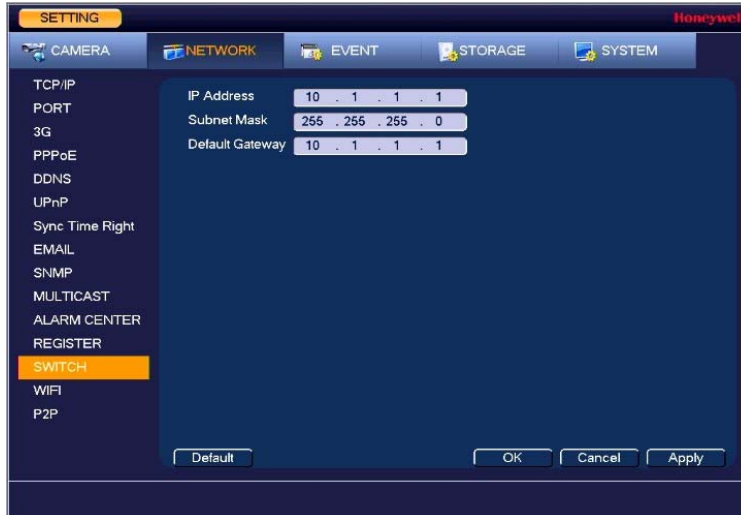 SETTING
Honeywell
CAMERA NETWORK EVENT STORAGE SYSTEM
TCP/IP
PORT
3G
PPPoE
DDNS
UPnP
Sync Time Right
EMAIL
SNMP
MULTICAST
ALARM CENTER
REGISTER
SWITCH
WIFI
P2P
IP Address 10 . 1 . 1 . 1
Subnet Mask 255 . 255 . 255 . 0
Default Gateway 10 . 1 . 1 . 1
Default OK Cancel Apply